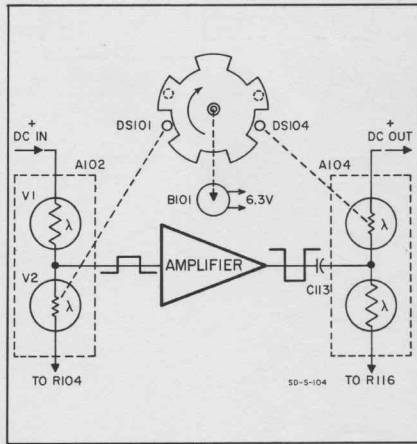 +
DC IN
A102
DS101
DS104
+
DC OUT
A104
V1
λ
B101
6.3V
λ
V2
λ
AMPLIFIER
C113
λ
TO R104
SD-S-104
TO R116